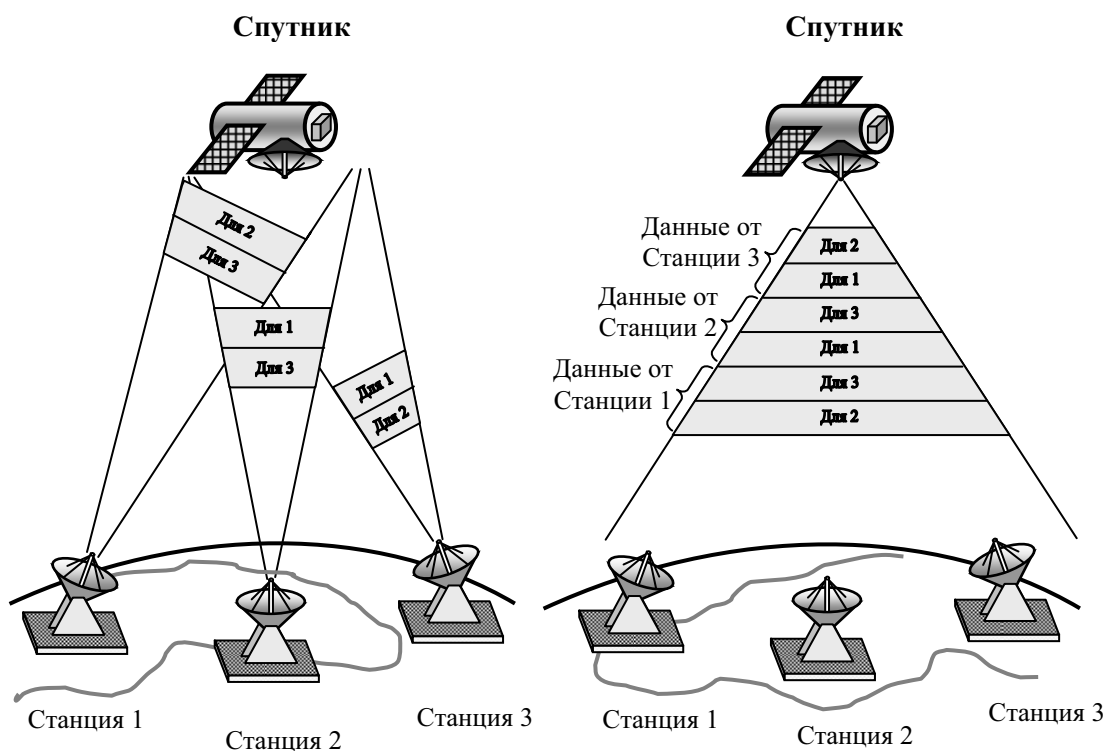 Спутник
Для 2
Для 3
Для 1
Для 3
Для 1
Для 2
Станция 1
Станция 2
Станция 3
Спутник
Данные от
Станции 3
Данные от
Станции 2
Данные от
Станции 1
Для 2
Для 1
Для 3
Для 1
Для 3
Для 2
Станция 1
Станция 2
Станция 3